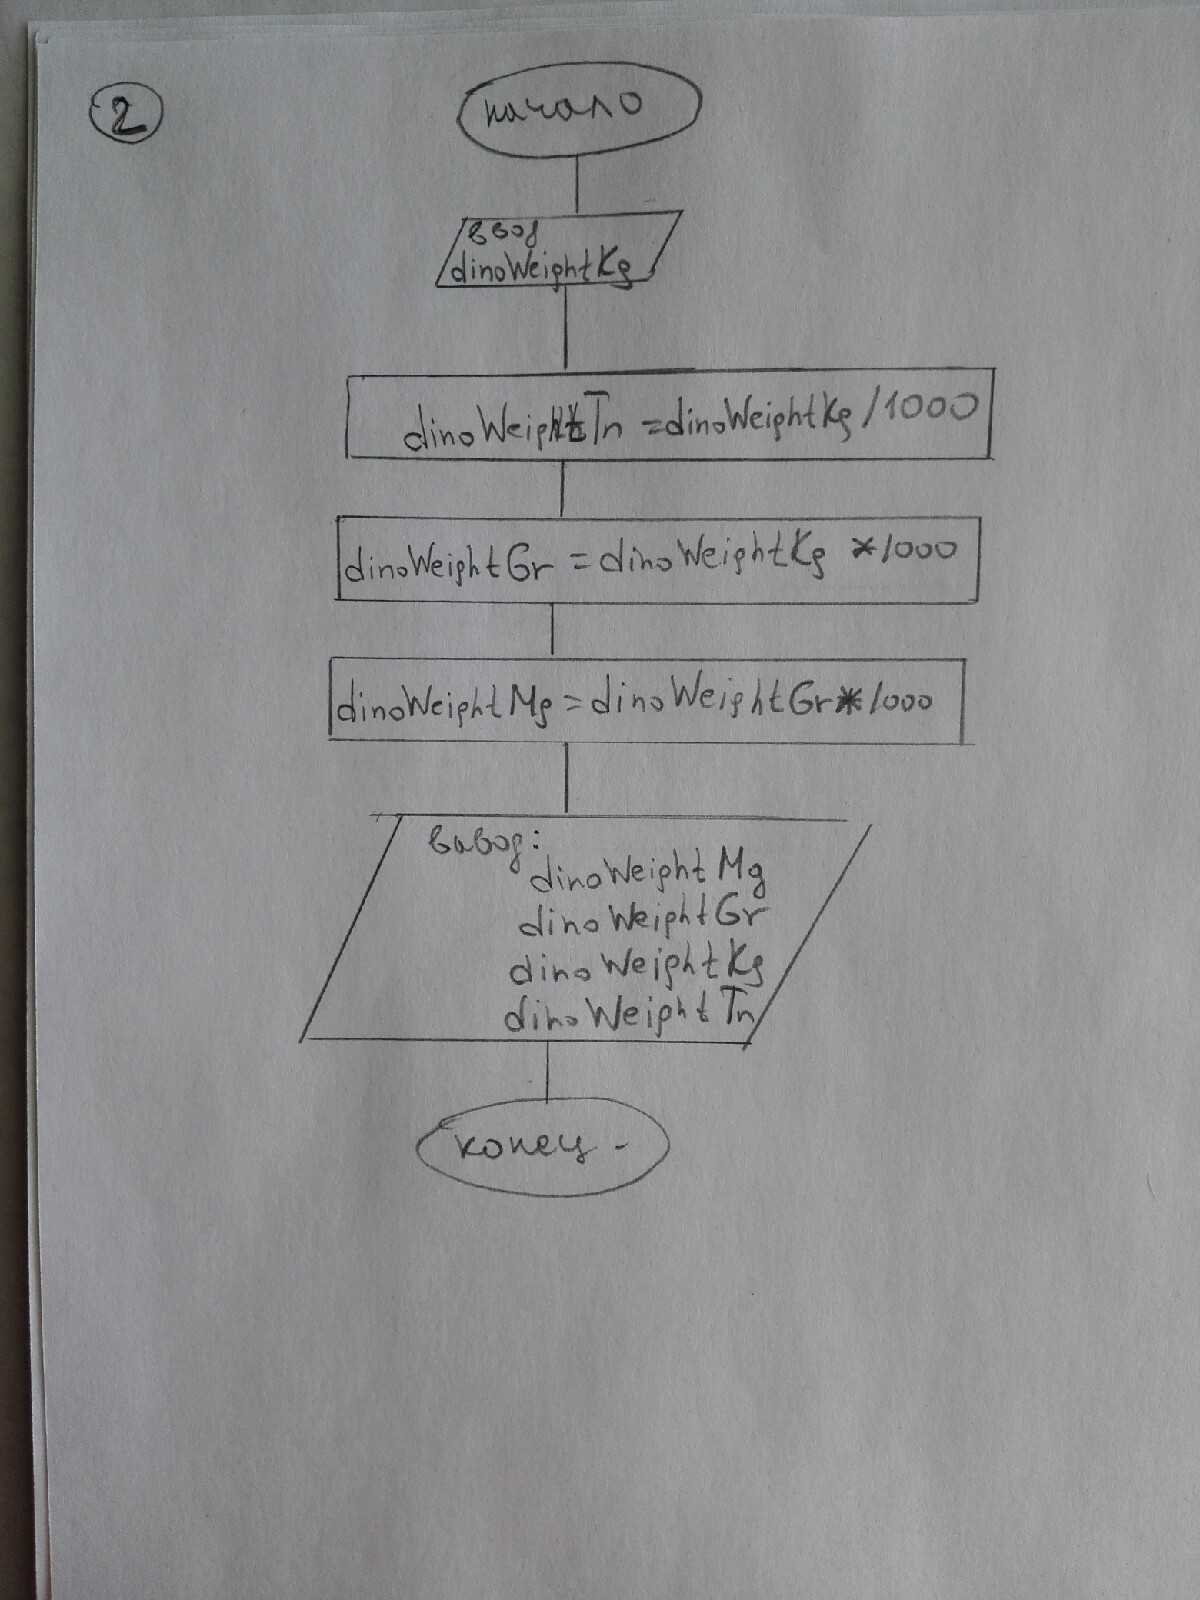 2
начало
ввод
dinoWeightKg
dinoWeightTn = dinoWeightKg / 1000
dinoWeightGr = dinoWeightKg * 1000
dinoWeightMg = dinoWeightGr * 1000
вывод:
dinoWeightMg
dinoWeightGr
dinoWeightKg
dinoWeightTn
конец -